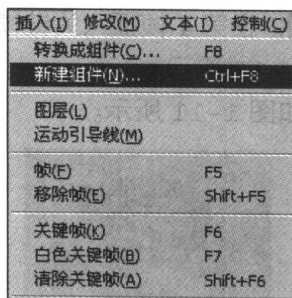 插入(I) 修改(M) 文本(T) 控制(C)
转换成组件(C)... F8
新建组件(N)... Ctrl+F8
图层(L)
运动引导线(M)
帧(F) F5
移除帧(E) Shift+F5
关键帧(K) F6
白色关键帧(B) F7
清除关键帧(A) Shift+F6